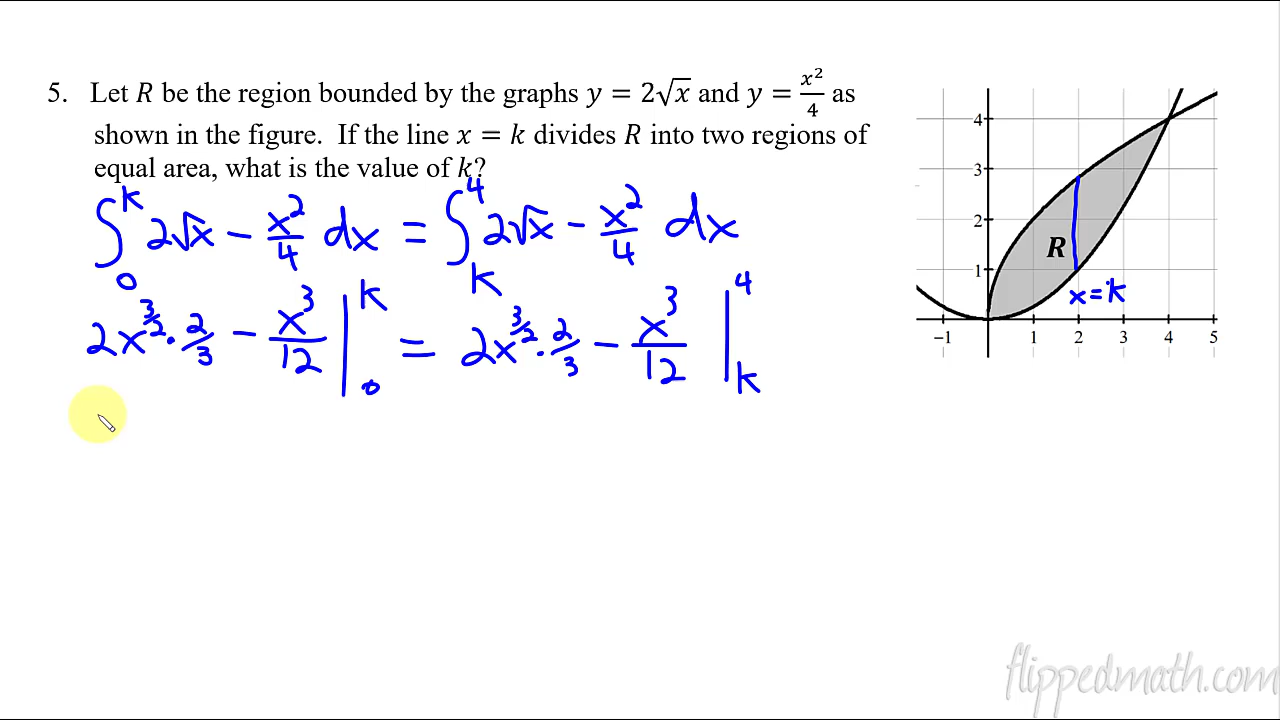 5. Let R be the region bounded by the graphs y = 2√x and y = x²/4 as
shown in the figure. If the line x = k divides R into two regions of
equal area, what is the value of k?
∫₀ᵏ 2√x − x²/4 dx = ∫ₖ⁴ 2√x − x²/4 dx
2x^(3/2) · 2/3 − x³/12 |₀ᵏ = 2x^(3/2) · 2/3 − x³/12 |ₖ⁴
4
3
2
1
R
x=k
−1 1 2 3 4 5
flippedmath.com